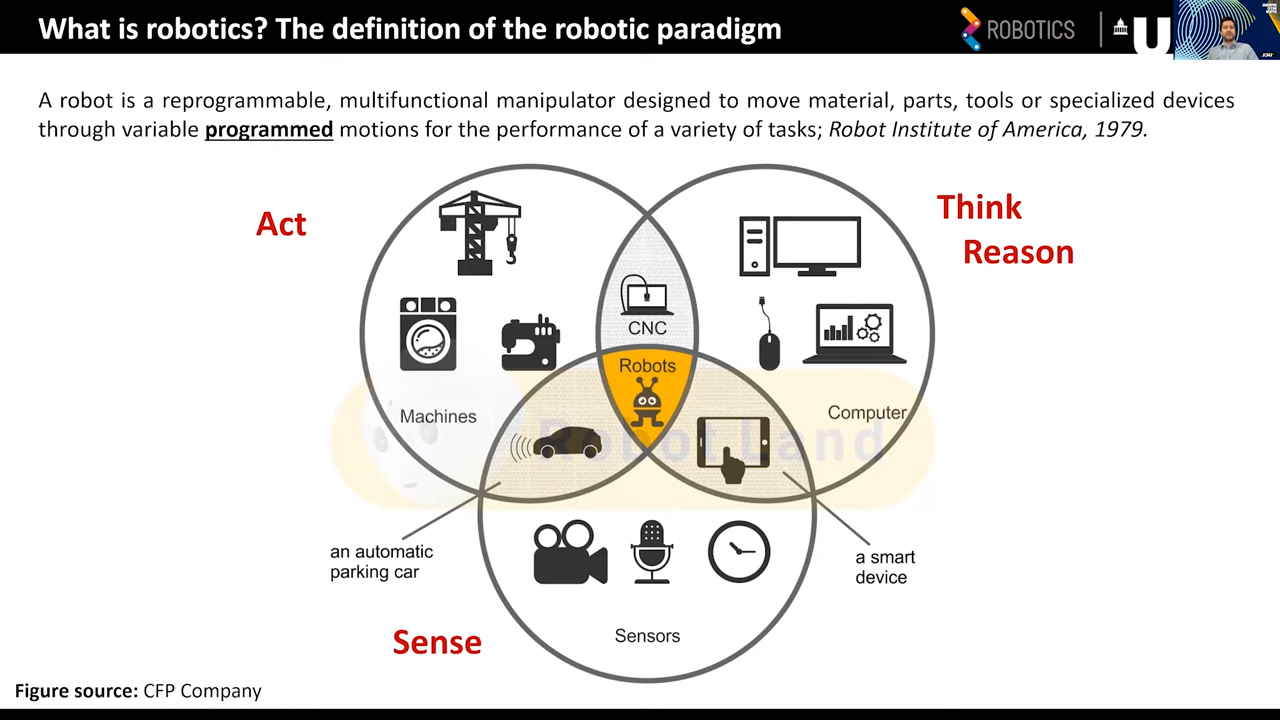 What is robotics? The definition of the robotic paradigm
ROBOTICS
U
A robot is a reprogrammable, multifunctional manipulator designed to move material, parts, tools or specialized devices
through variable programmed motions for the performance of a variety of tasks; Robot Institute of America, 1979.
Act
Think
Reason
CNC
Robots
Machines
Computer
Robot Land
an automatic
parking car
a smart
device
Sense
Sensors
Figure source: CFP Company